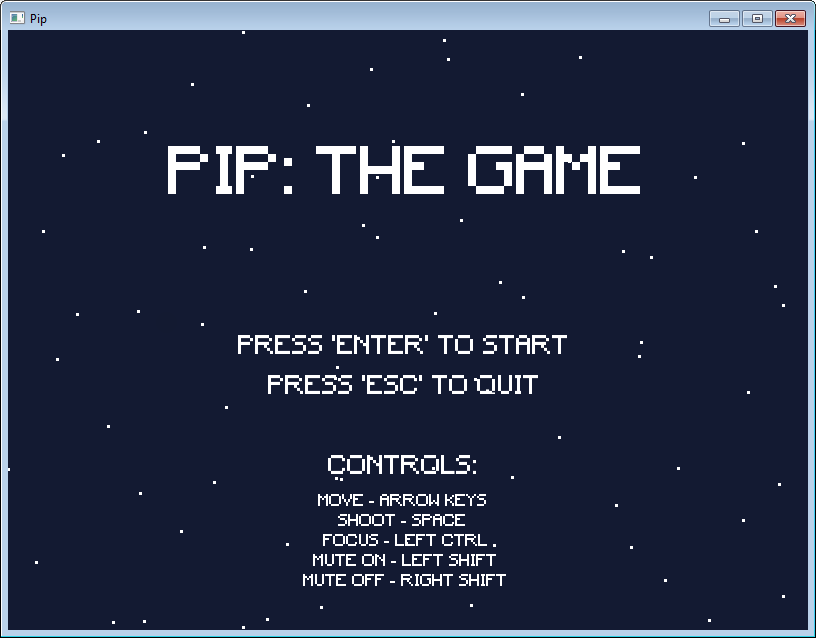 Pip
PIP: THE GAME
PRESS 'ENTER' TO START
PRESS 'ESC' TO QUIT
CONTROLS:
MOVE - ARROW KEYS
SHOOT - SPACE
FOCUS - LEFT CTRL
MUTE ON - LEFT SHIFT
MUTE OFF - RIGHT SHIFT